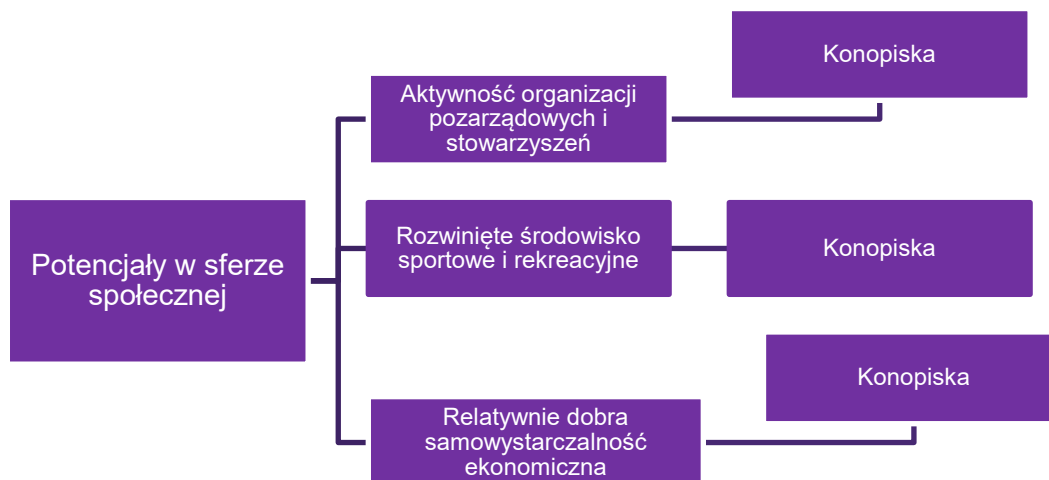 Potencjały w sferze
społecznej
Aktywność organizacji
pozarządowych i
stowarzyszeń
Konopiska
Rozwinięte środowisko
sportowe i rekreacyjne
Konopiska
Relatywnie dobra
samowystarczalność
ekonomiczna
Konopiska